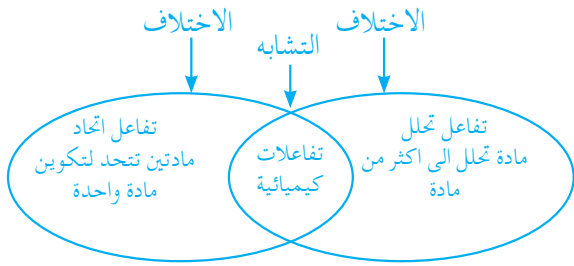 الاختلاف
التشابه
الاختلاف
تفاعل تحلل
مادة تحلل الى اكثر من
مادة
تفاعلات
كيميائية
تفاعل اتحاد
مادتين تتحد لتكوين
مادة واحدة